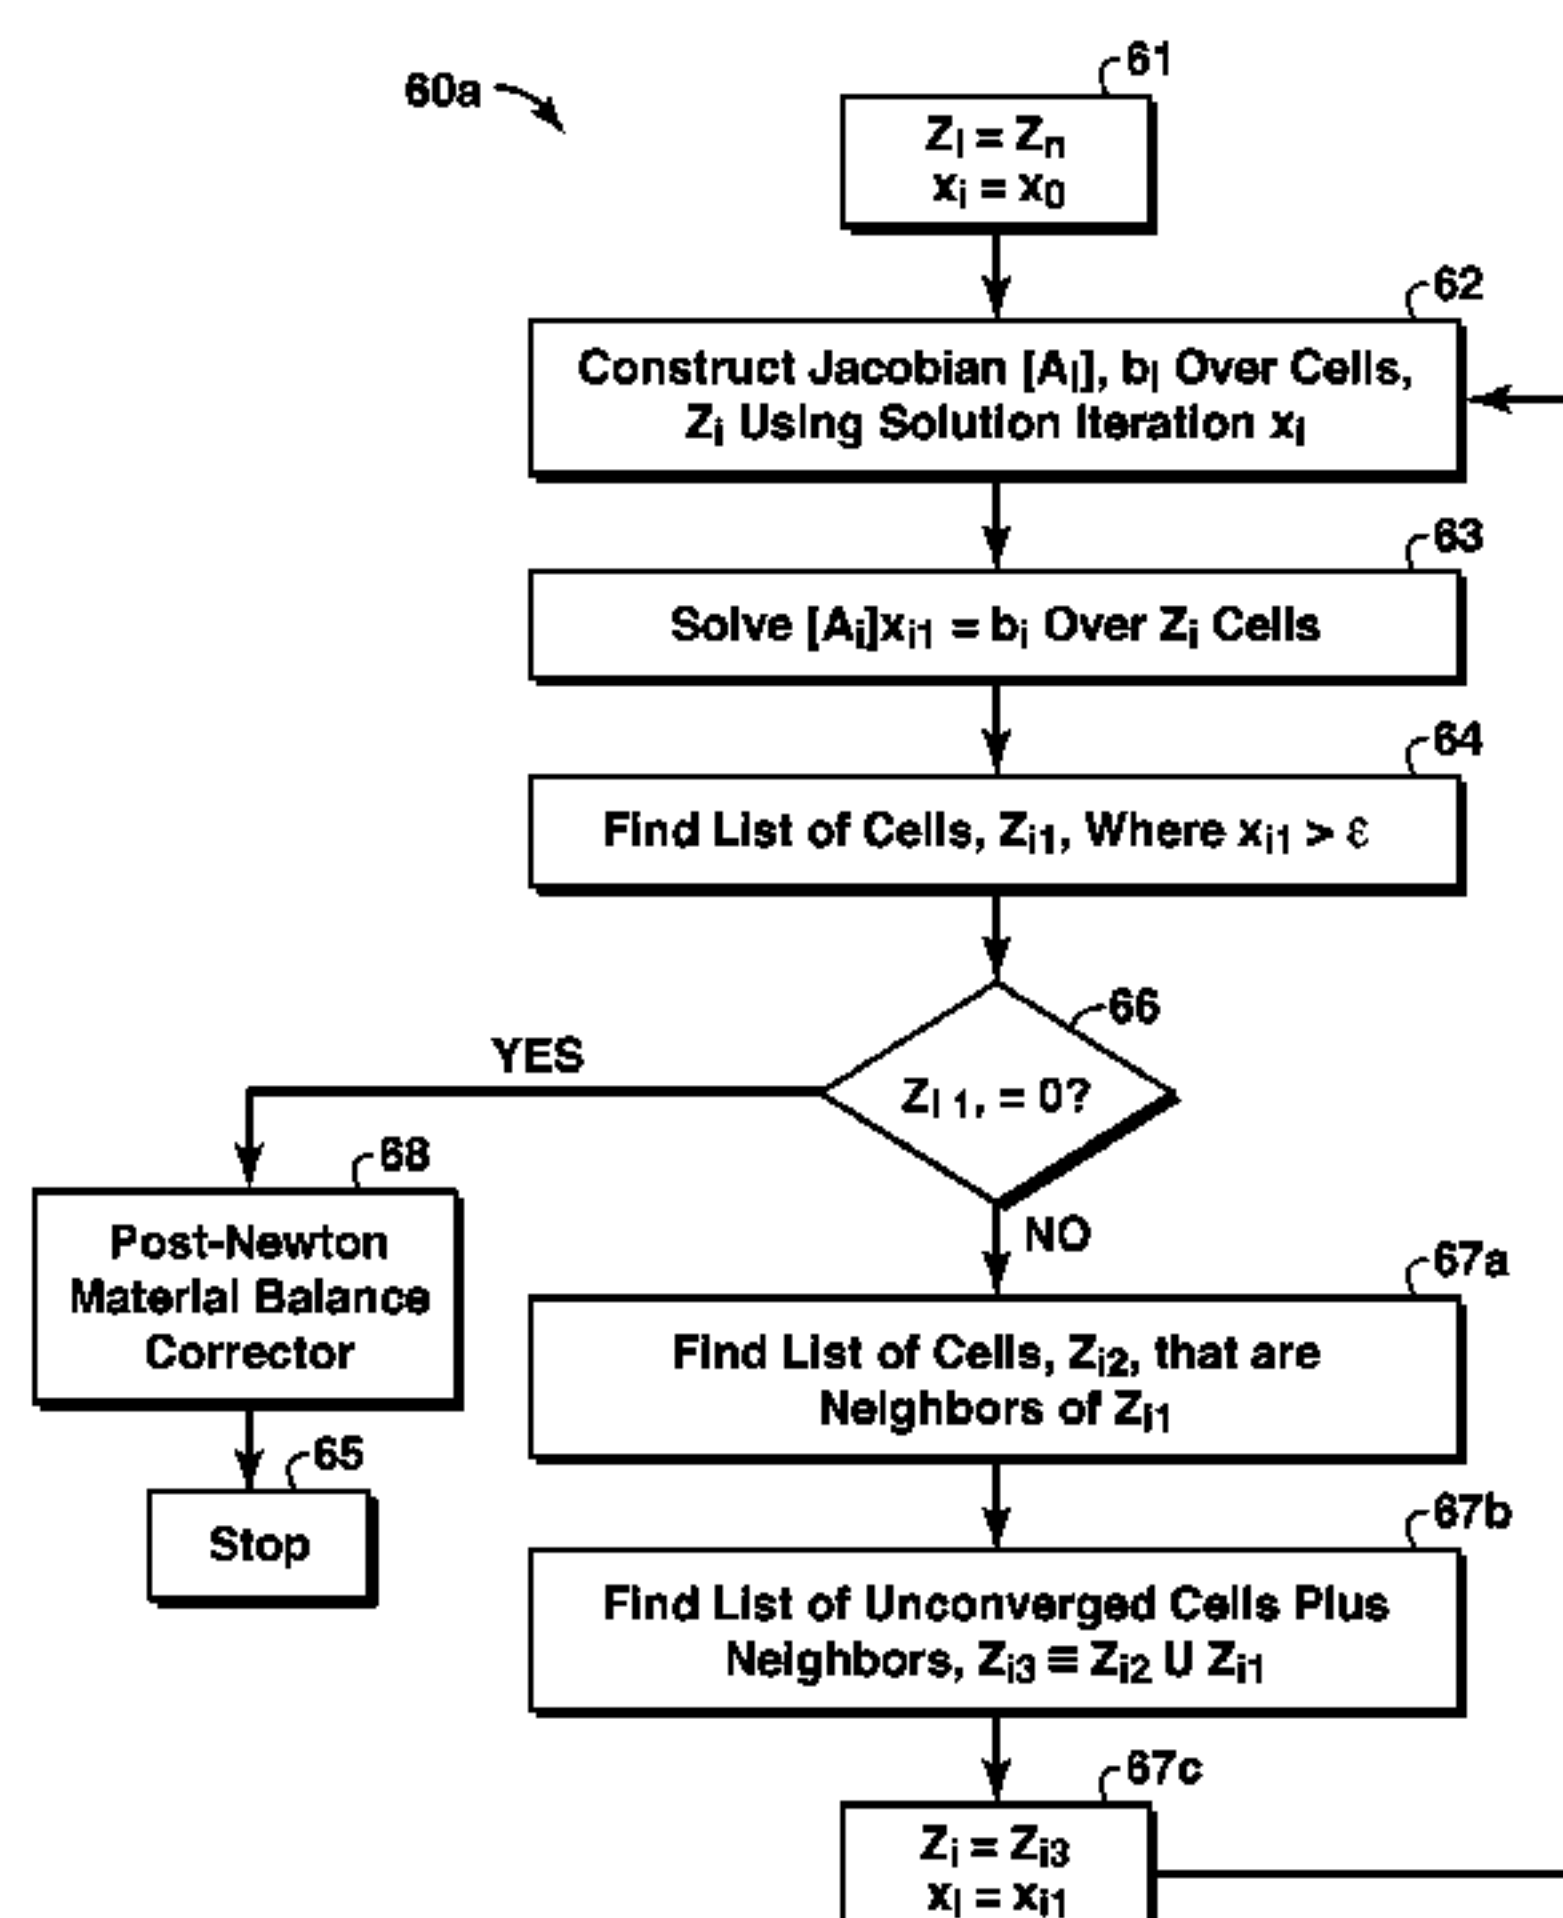 60a
61
Zi = Zn
xi = x0
62
Construct Jacobian [Ai], bi Over Cells,
Zi Using Solution Iteration xi
63
Solve [Ai]xi1 = bi Over Zi Cells
64
Find List of Cells, Zi1, Where xi1 > ε
66
Zi 1, = 0?
YES
NO
68
Post-Newton
Material Balance
Corrector
65
Stop
67a
Find List of Cells, Zi2, that are
Neighbors of Zi1
67b
Find List of Unconverged Cells Plus
Neighbors, Zi3 ≡ Zi2 U Zi1
67c
Zi = Zi3
xi = xi1